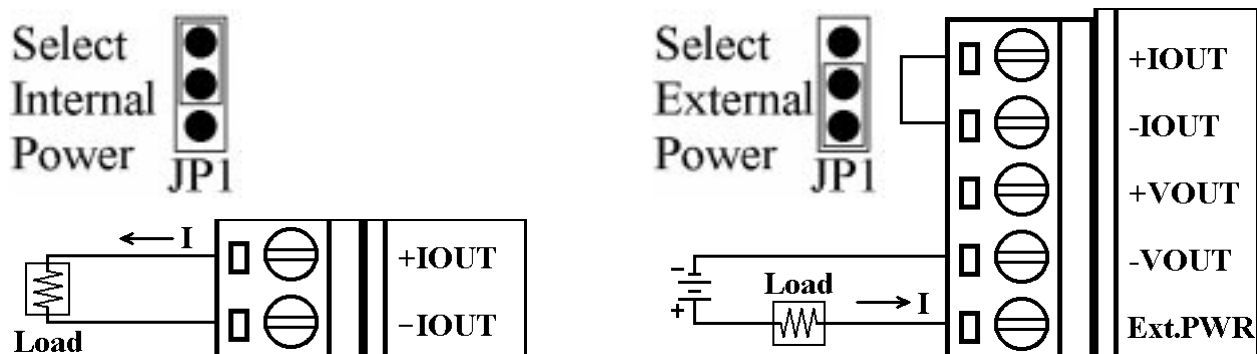 Select
Internal
Power
JP1
I
+IOUT
−IOUT
Load
Select
External
Power
JP1
+IOUT
-IOUT
+VOUT
-VOUT
Ext.PWR
-
+
Load
I